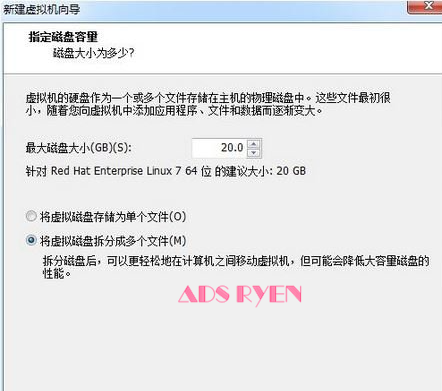 新建虚拟机向导
指定磁盘容量
磁盘大小为多少?
虚拟机的硬盘作为一个或多个文件存储在主机的物理磁盘中。这些文件最初很
小，随着您向虚拟机中添加应用程序、文件和数据而逐渐变大。
最大磁盘大小(GB)(S): 20.0
针对 Red Hat Enterprise Linux 7 64 位 的建议大小: 20 GB
将虚拟磁盘存储为单个文件(O)
将虚拟磁盘拆分成多个文件(M)
拆分磁盘后，可以更轻松地在计算机之间移动虚拟机，但可能会降低大容量磁盘的
性能。
ADS RYEN